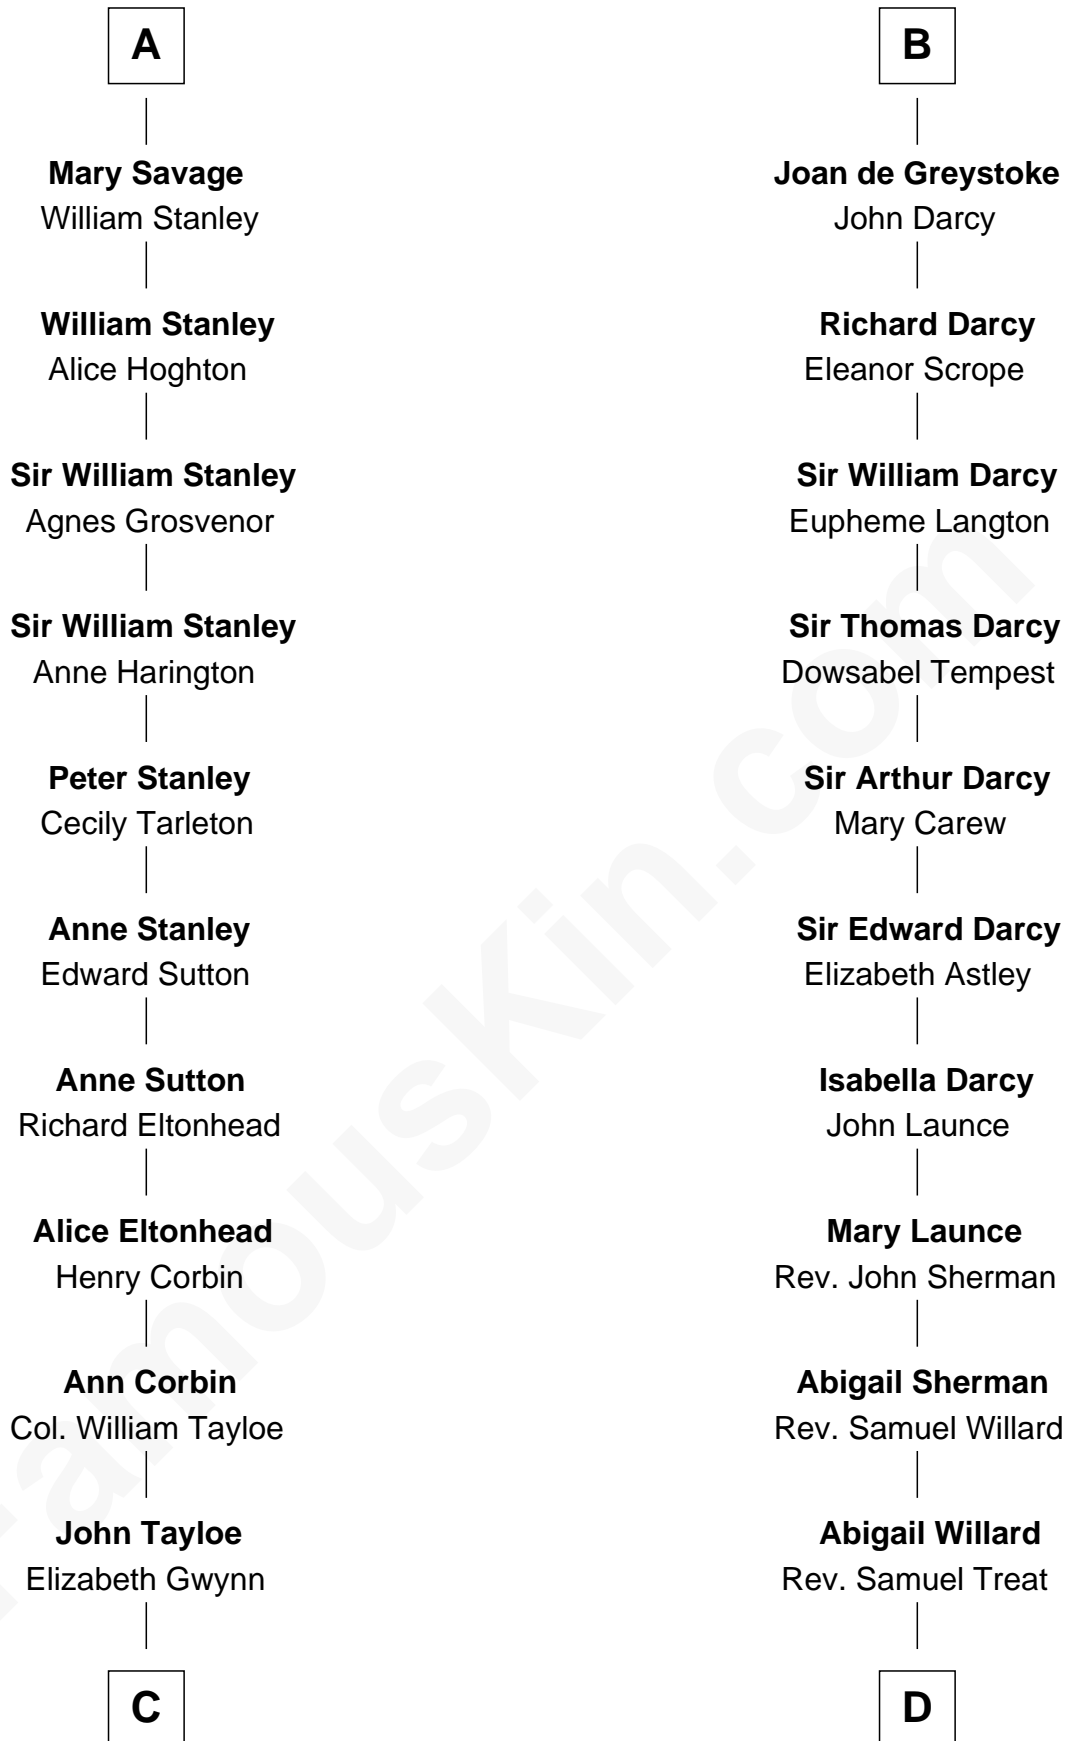 A
Mary Savage
William Stanley
William Stanley
Alice Hoghton
Sir William Stanley
Agnes Grosvenor
Sir William Stanley
Anne Harington
Peter Stanley
Cecily Tarleton
Anne Stanley
Edward Sutton
Anne Sutton
Richard Eltonhead
Alice Eltonhead
Henry Corbin
Ann Corbin
Col. William Tayloe
John Tayloe
Elizabeth Gwynn
C
B
Joan de Greystoke
John Darcy
Richard Darcy
Eleanor Scrope
Sir William Darcy
Eupheme Langton
Sir Thomas Darcy
Dowsabel Tempest
Sir Arthur Darcy
Mary Carew
Sir Edward Darcy
Elizabeth Astley
Isabella Darcy
John Launce
Mary Launce
Rev. John Sherman
Abigail Sherman
Rev. Samuel Willard
Abigail Willard
Rev. Samuel Treat
D
FamousKin.com